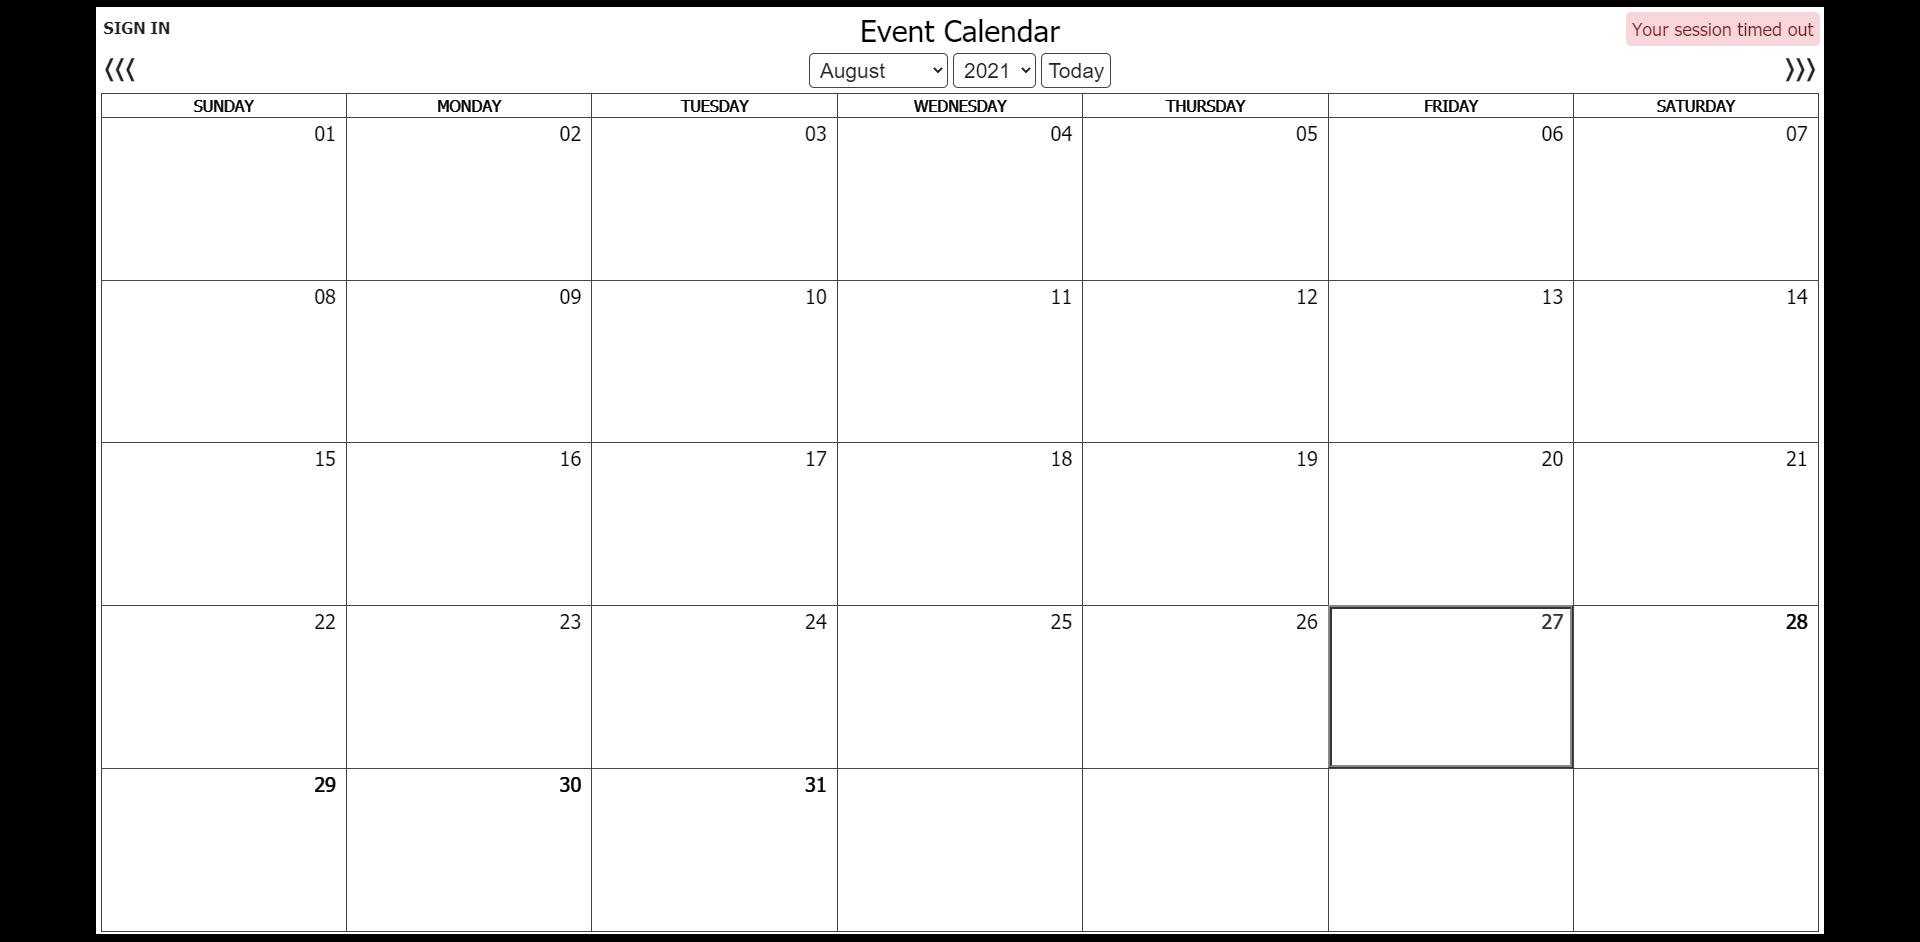 SIGN IN
Event Calendar
Your session timed out
⟨⟨⟨
August
2021
Today
⟩⟩⟩
SUNDAY MONDAY TUESDAY WEDNESDAY THURSDAY FRIDAY SATURDAY
01 02 03 04 05 06 07
08 09 10 11 12 13 14
15 16 17 18 19 20 21
22 23 24 25 26 27 28
29 30 31